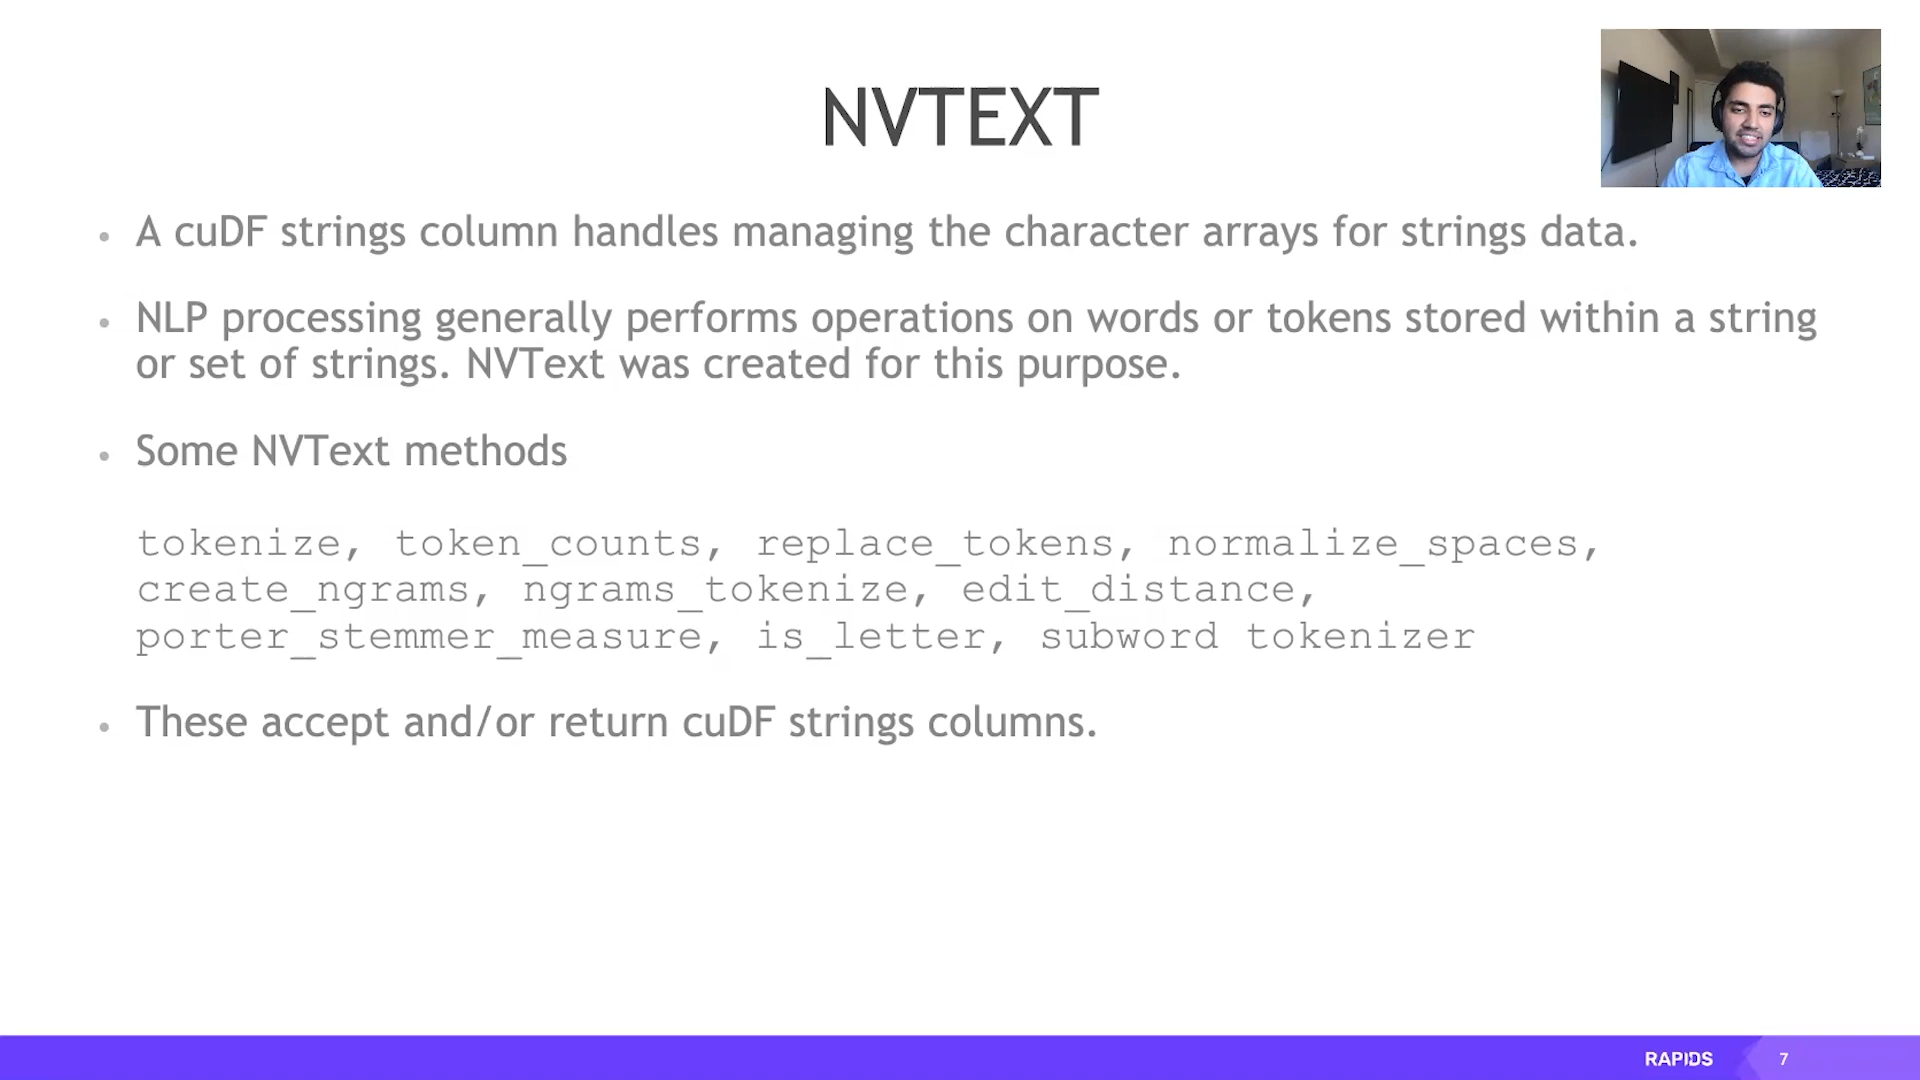 NVTEXT
• A cuDF strings column handles managing the character arrays for strings data.
• NLP processing generally performs operations on words or tokens stored within a string
or set of strings. NVText was created for this purpose.
• Some NVText methods
tokenize, token_counts, replace_tokens, normalize_spaces,
create_ngrams, ngrams_tokenize, edit_distance,
porter_stemmer_measure, is_letter, subword tokenizer
• These accept and/or return cuDF strings columns.
RAPIDS 7